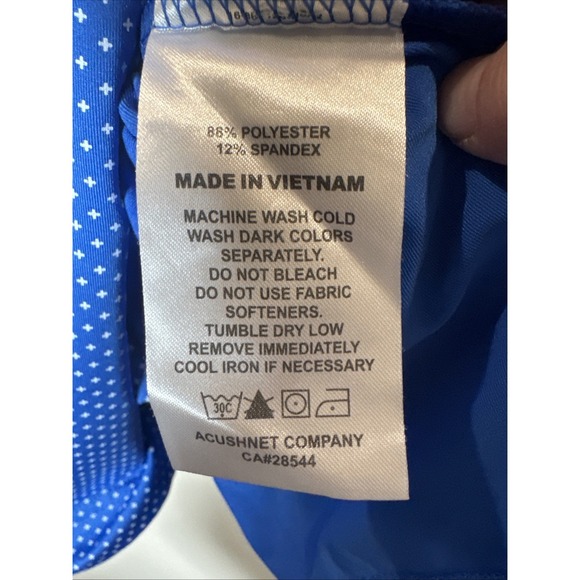 88% POLYESTER
12% SPANDEX
MADE IN VIETNAM
MACHINE WASH COLD
WASH DARK COLORS
SEPARATELY.
DO NOT BLEACH
DO NOT USE FABRIC
SOFTENERS.
TUMBLE DRY LOW
REMOVE IMMEDIATELY
COOL IRON IF NECESSARY
30C
ACUSHNET COMPANY
CA#28544